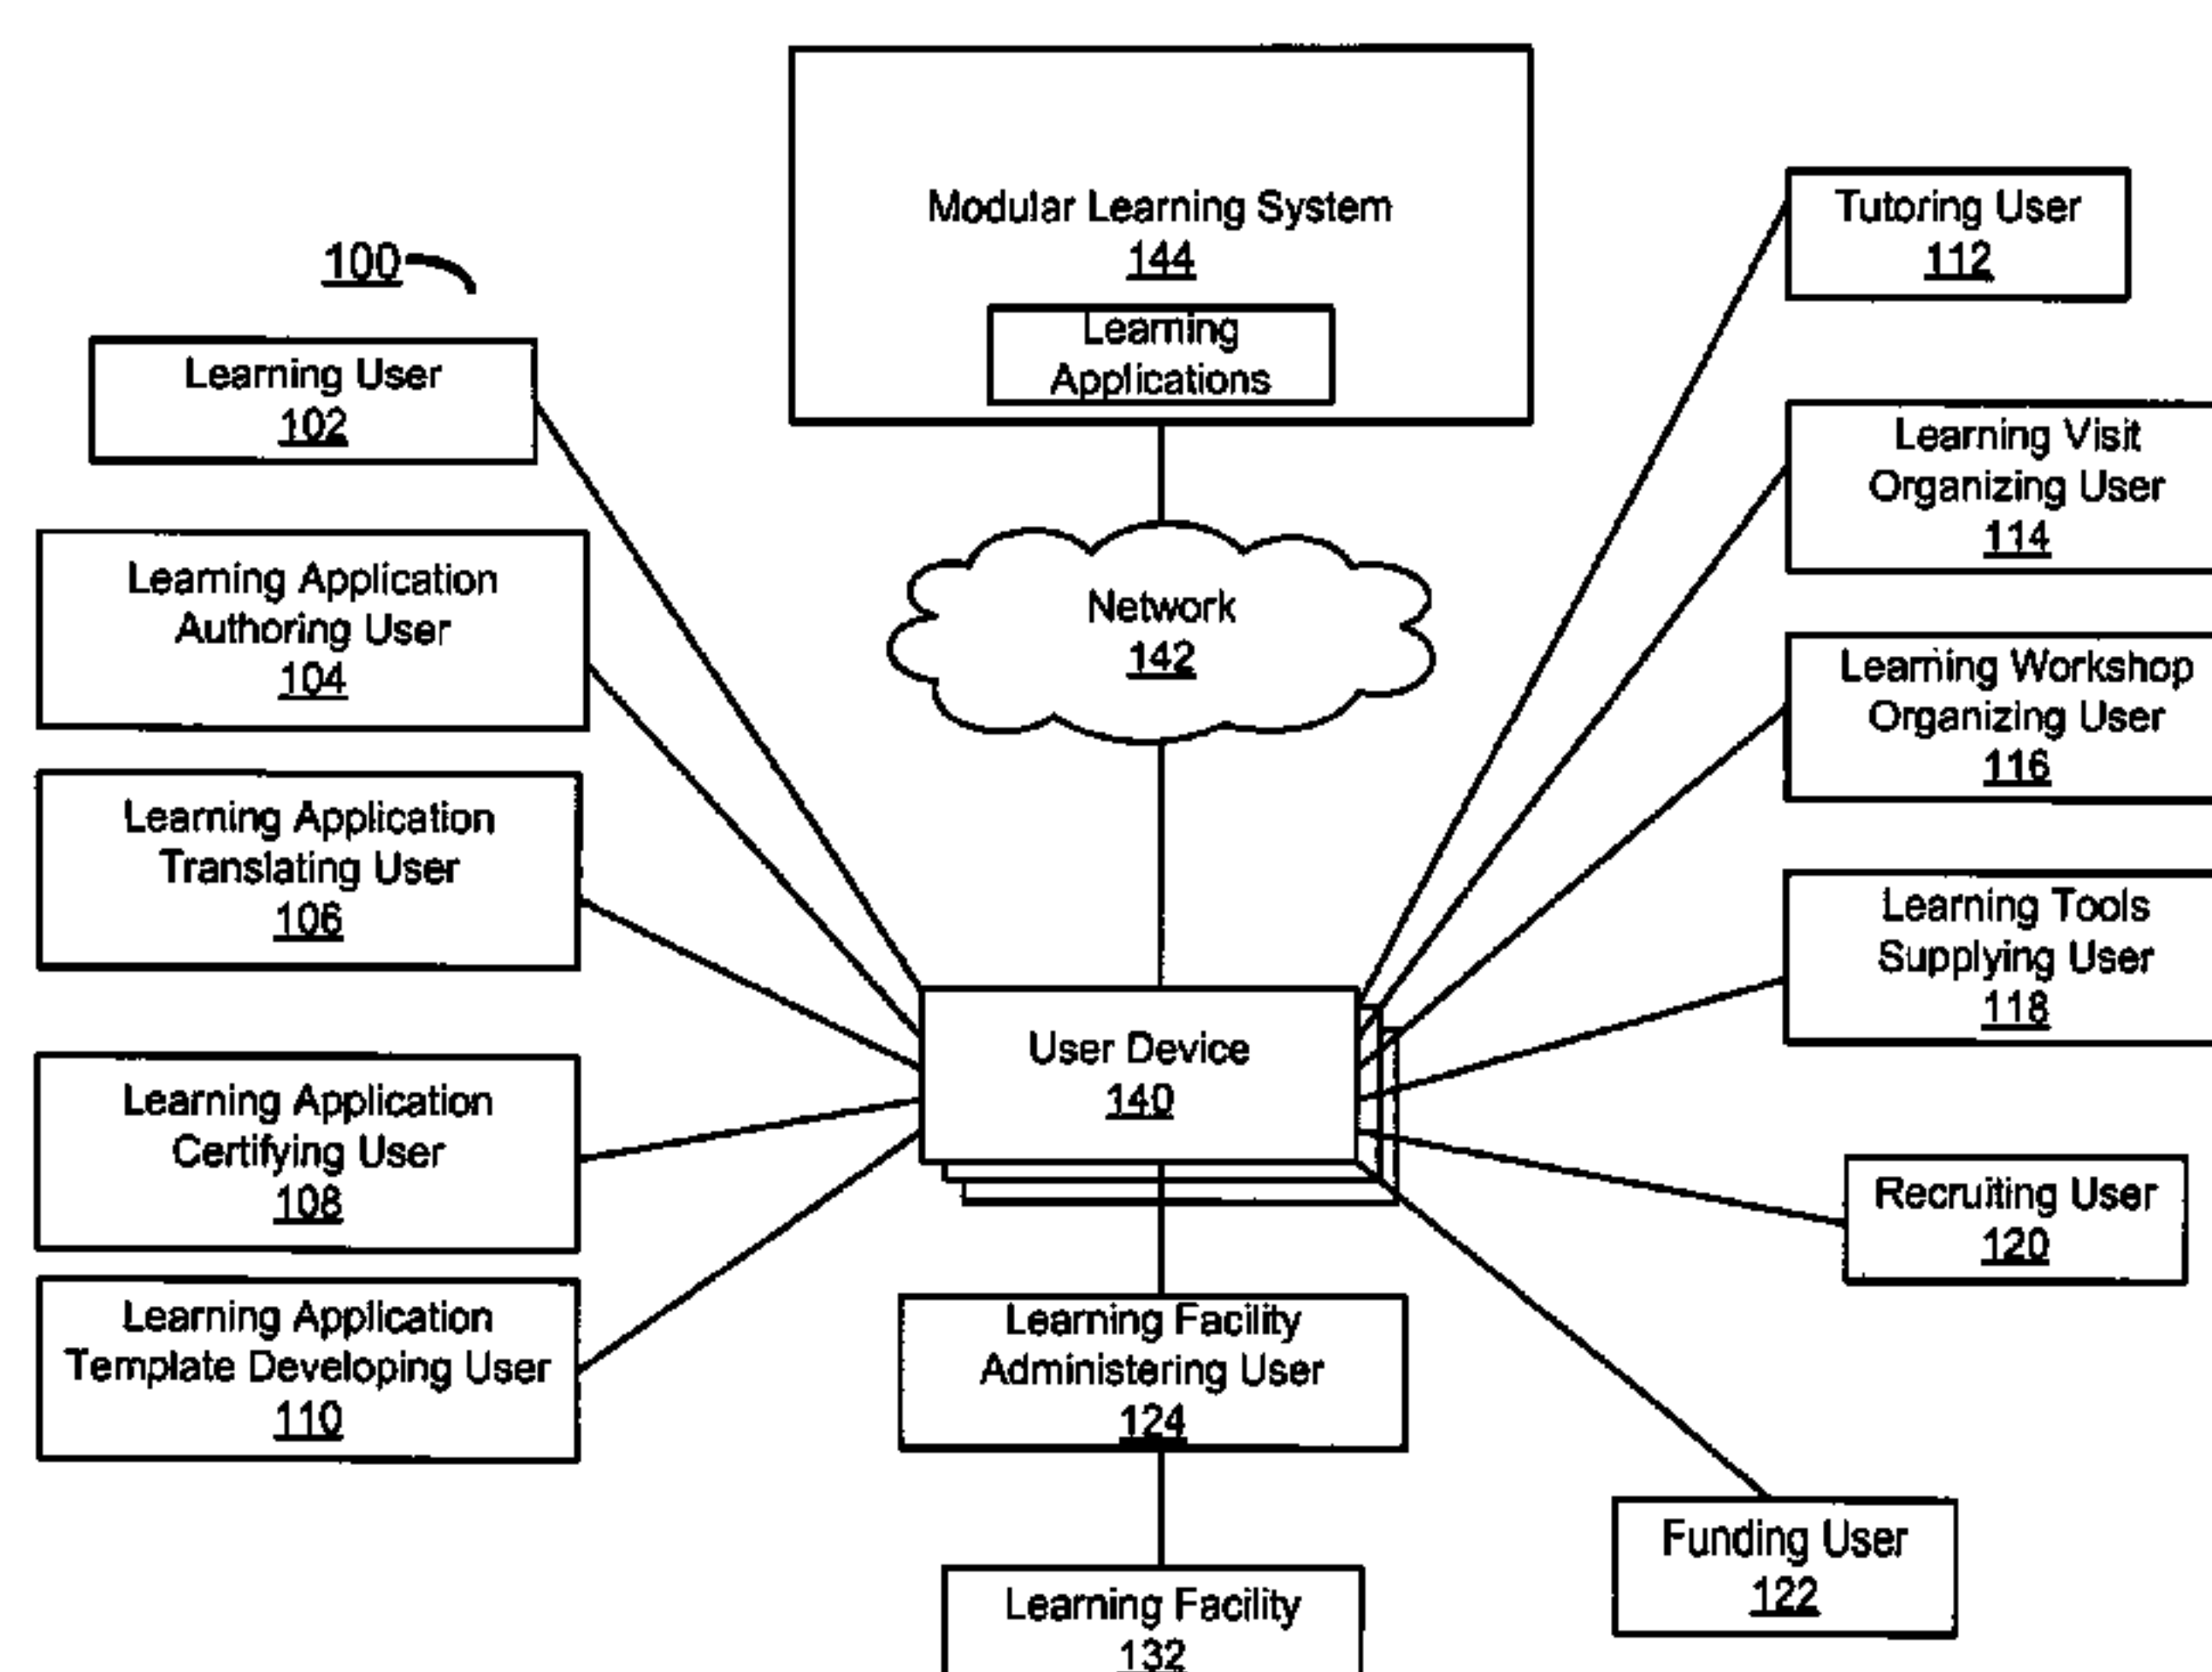 100
Modular Learning System
144
Learning
Applications
Learning User
102
Learning Application
Authoring User
104
Learning Application
Translating User
106
Learning Application
Certifying User
108
Learning Application
Template Developing User
110
Network
142
User Device
140
Learning Facility
Administering User
124
Learning Facility
132
Tutoring User
112
Learning Visit
Organizing User
114
Learning Workshop
Organizing User
116
Learning Tools
Supplying User
118
Recruiting User
120
Funding User
122